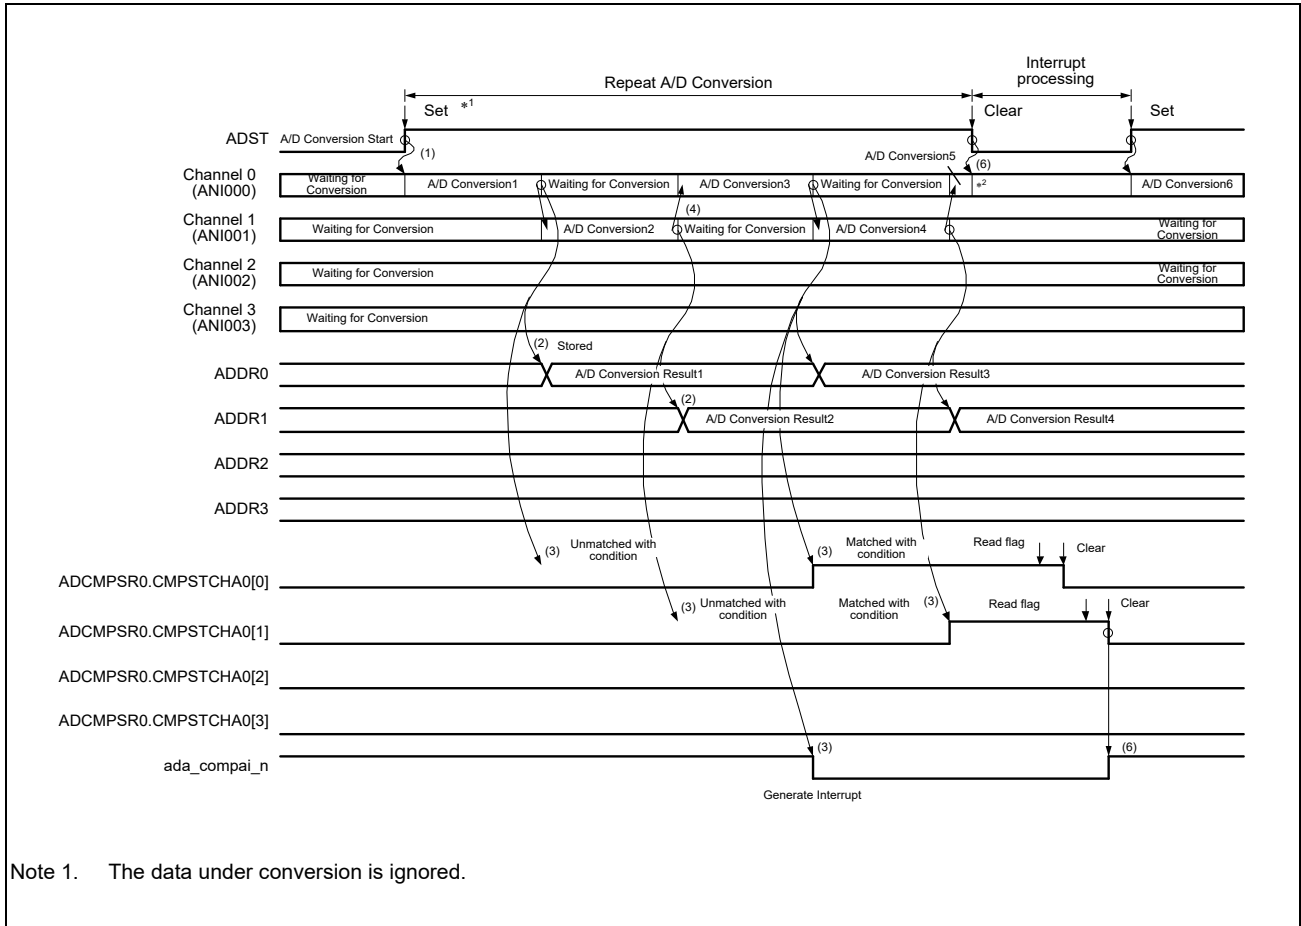 Interrupt
processing
Repeat A/D Conversion
Set *1
Clear
Set
ADST
A/D Conversion Start
(1)
A/D Conversion5
(6)
Channel 0
(ANI000)
Waiting for
Conversion
A/D Conversion1
Waiting for Conversion
A/D Conversion3
Waiting for Conversion
*2
A/D Conversion6
(4)
Channel 1
(ANI001)
Waiting for Conversion
A/D Conversion2
Waiting for Conversion
A/D Conversion4
Waiting for
Conversion
Channel 2
(ANI002)
Waiting for Conversion
Waiting for
Conversion
Channel 3
(ANI003)
Waiting for Conversion
(2) Stored
ADDR0
A/D Conversion Result1
A/D Conversion Result3
(2)
ADDR1
A/D Conversion Result2
A/D Conversion Result4
ADDR2
ADDR3
(3)
Unmatched with
condition
(3)
Matched with
condition
Read flag
Clear
ADCMPSR0.CMPSTCHA0[0]
(3)
Unmatched with
condition
Matched with
condition
(3)
Read flag
Clear
ADCMPSR0.CMPSTCHA0[1]
ADCMPSR0.CMPSTCHA0[2]
ADCMPSR0.CMPSTCHA0[3]
(3)
(6)
ada_compai_n
Generate Interrupt
Note 1. The data under conversion is ignored.